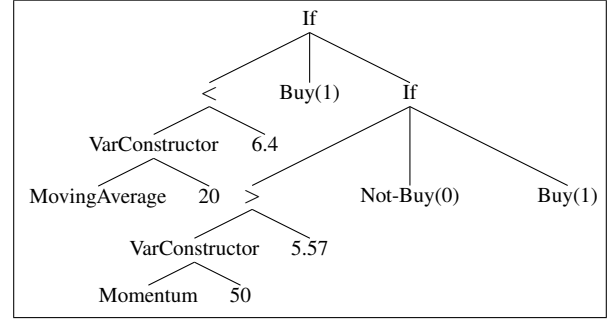 If
< Buy(1) If
VarConstructor 6.4
MovingAverage 20 > Not-Buy(0) Buy(1)
VarConstructor 5.57
Momentum 50